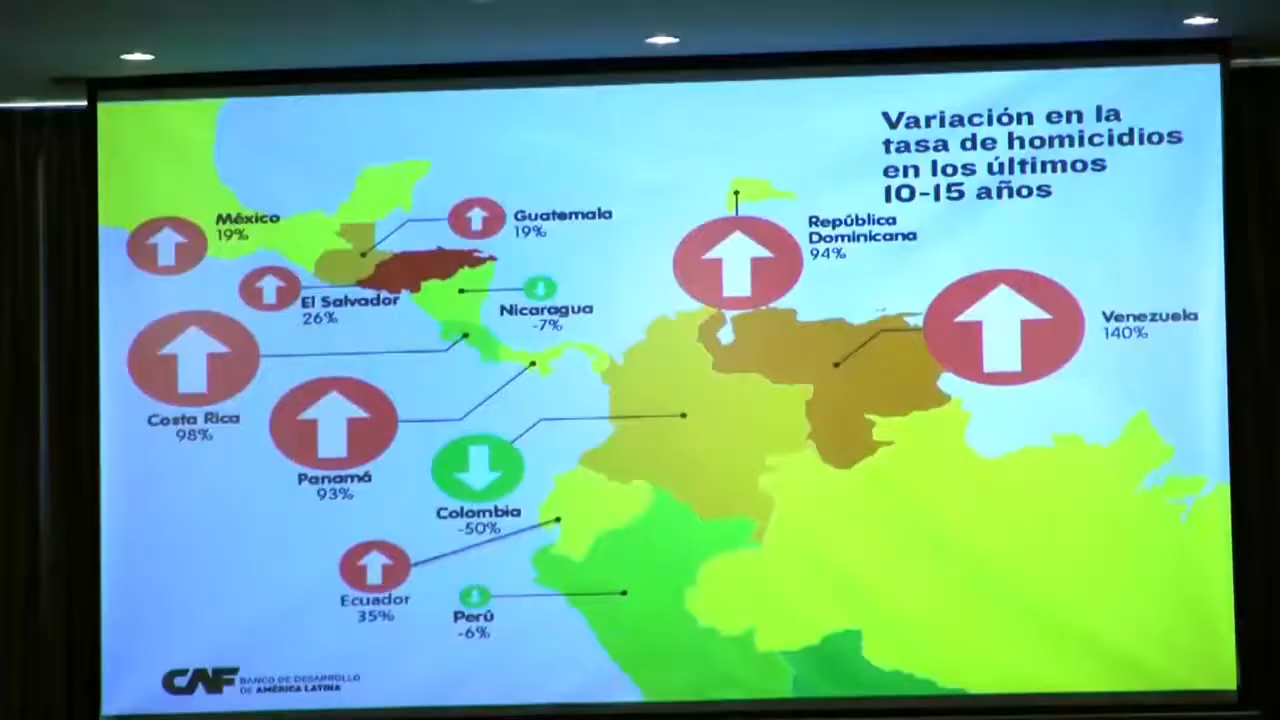 Variación en la
tasa de homicidios
en los últimos
10-15 años
México
19%
Guatemala
19%
República
Dominicana
94%
El Salvador
26%
Nicaragua
-7%
Venezuela
140%
Costa Rica
98%
Panamá
93%
Colombia
-50%
Ecuador
35%
Perú
-6%
CAF BANCO DE DESARROLLO
DE AMÉRICA LATINA